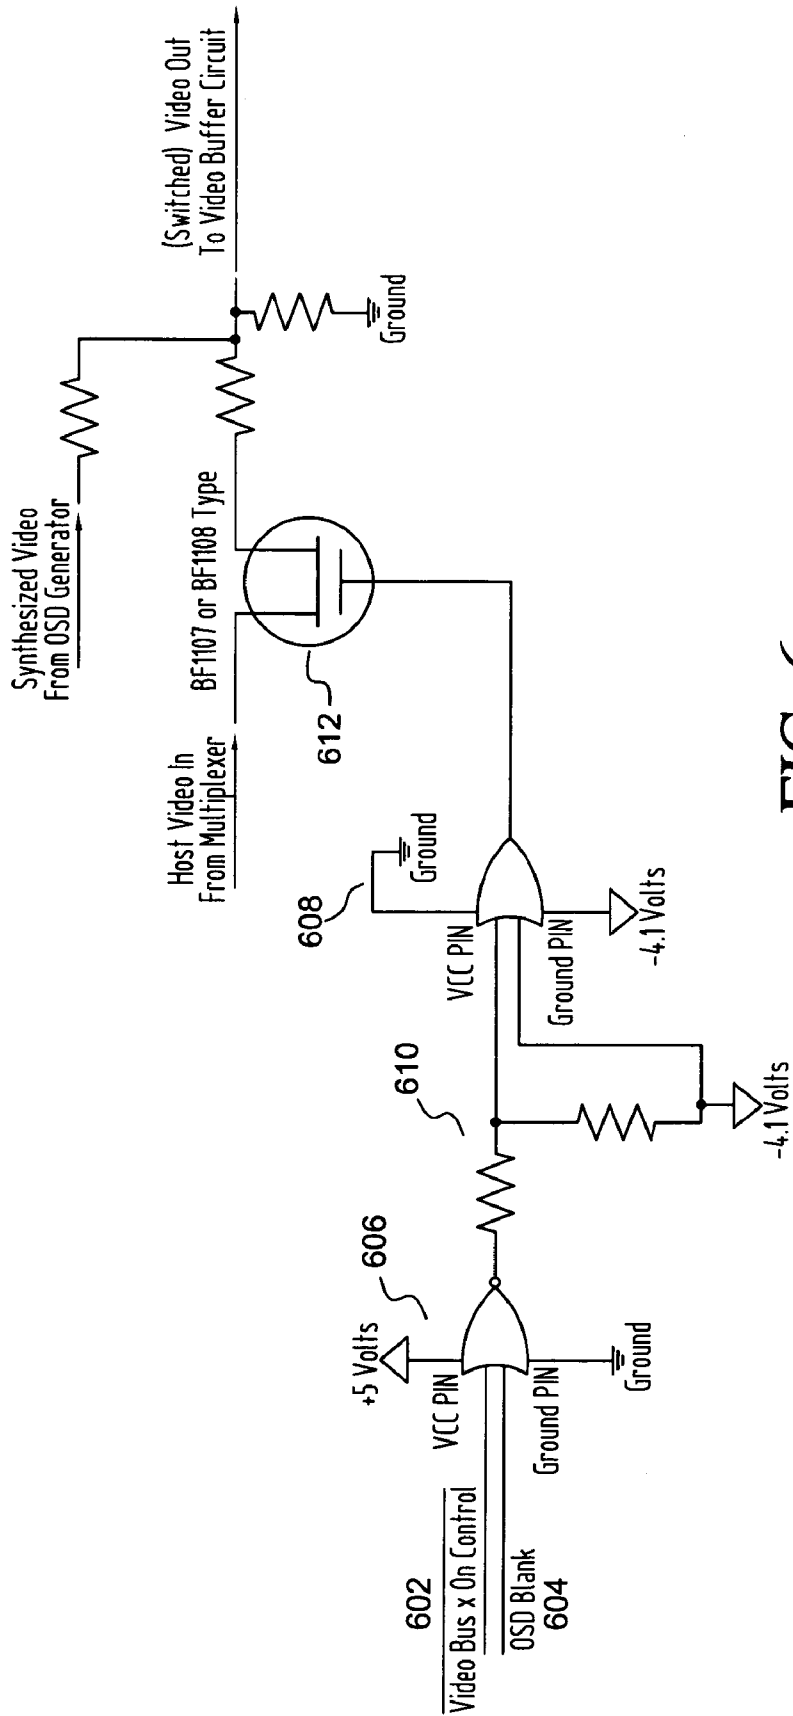 Synthesized Video
From OSD Generator
(Switched) Video Out
To Video Buffer Circuit
Host Video In
From Multiplexer
BF1107 or BF1108 Type
612
Ground
608
Ground
VCC PIN
Ground PIN
-4.1 Volts
610
-4.1 Volts
606
+5 Volts
VCC PIN
Ground PIN
Ground
602
Video Bus x On Control
OSD Blank
604